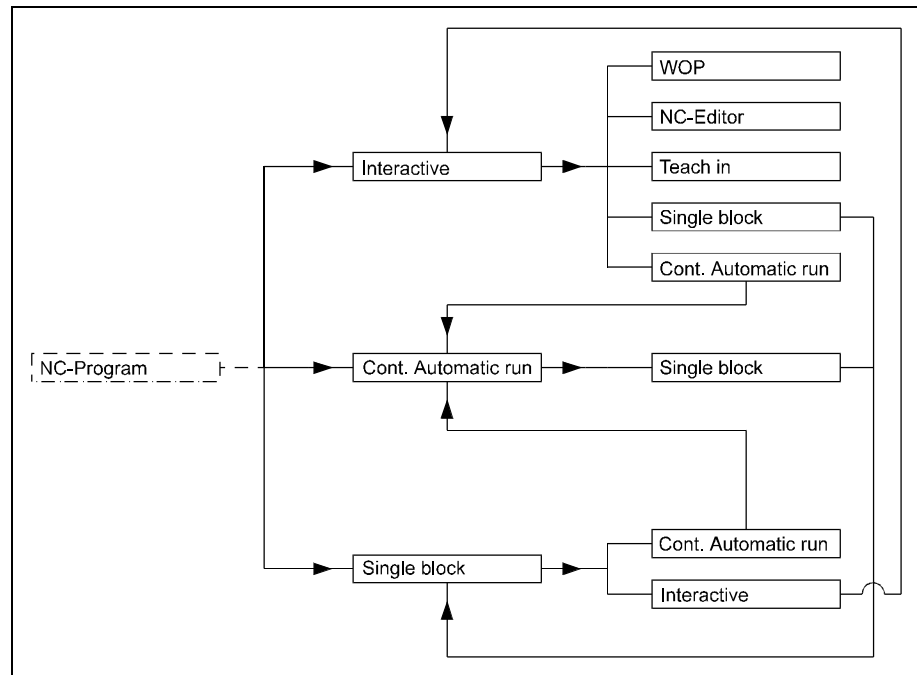 WOP
NC-Editor
Interactive
Teach in
Single block
Cont. Automatic run
NC-Program
Cont. Automatic run
Single block
Cont. Automatic run
Single block
Interactive